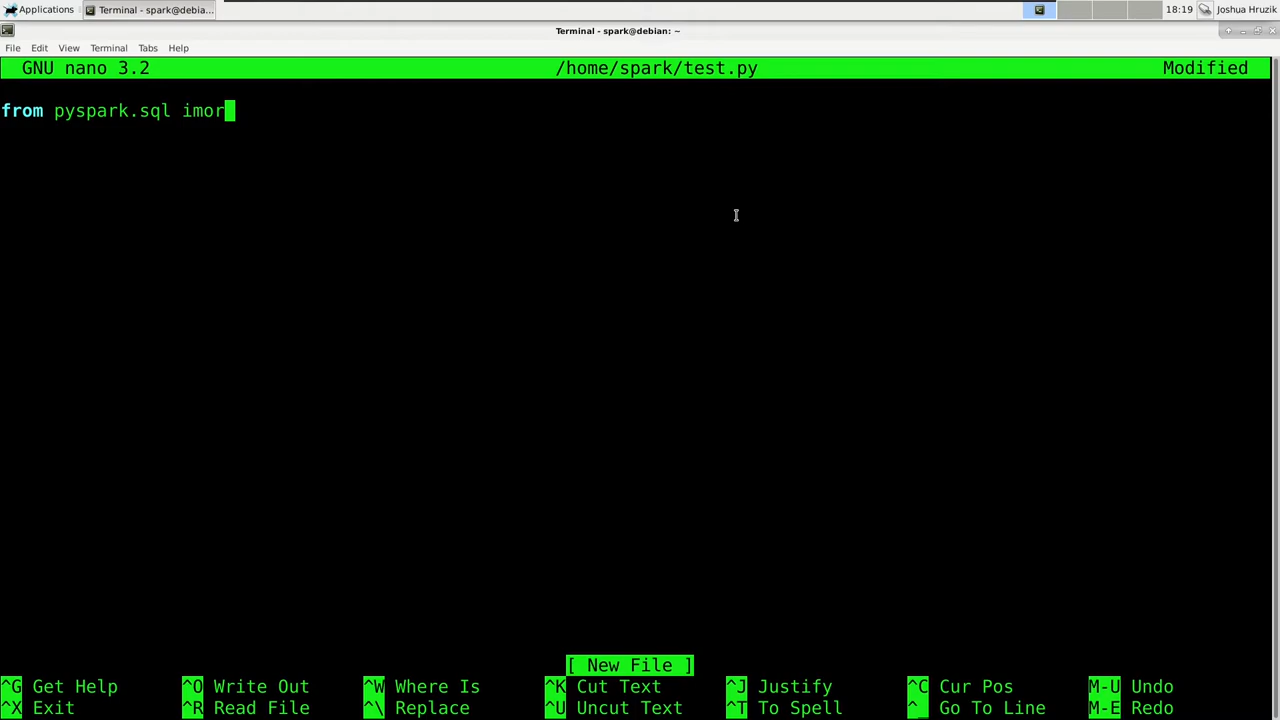 Applications Terminal - spark@debia... 18:19 Joshua Hruzik
Terminal - spark@debian: ~
File Edit View Terminal Tabs Help
GNU nano 3.2 /home/spark/test.py Modified
from pyspark.sql imor
[ New File ]
^G Get Help ^O Write Out ^W Where Is ^K Cut Text ^J Justify ^C Cur Pos M-U Undo
^X Exit ^R Read File ^\ Replace ^U Uncut Text ^T To Spell ^_ Go To Line M-E Redo